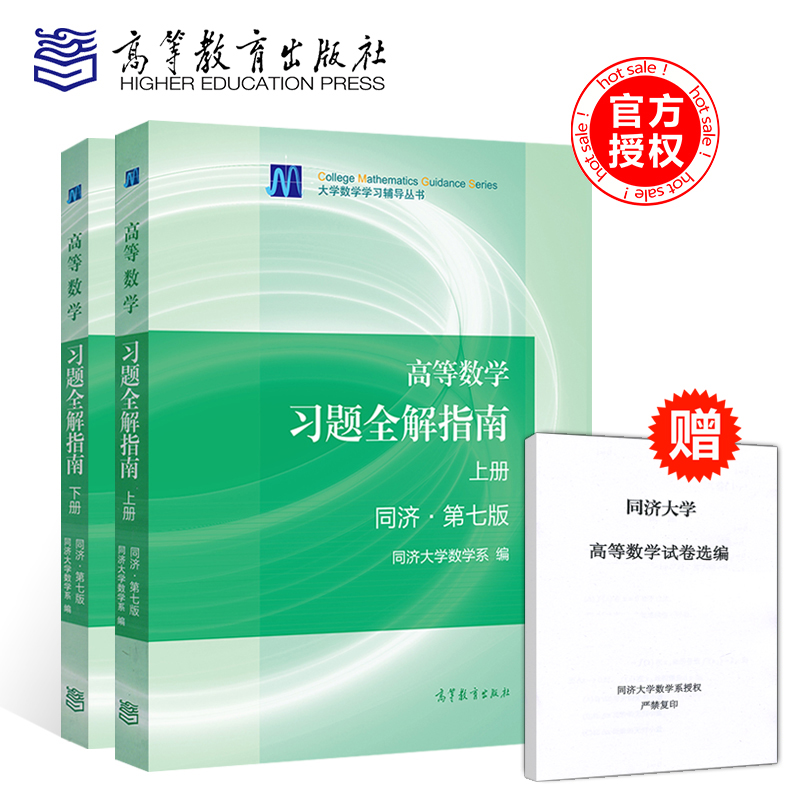 高等教育出版社
HIGHER EDUCATION PRESS
hot sale!
官方
授权
hot sale!
hot sale!
hot sale!
College Mathematics Guidance Series
大学数学学习辅导丛书
高等数学
习题全解指南
上册
同济·第七版
同济大学数学系 编
高等教育出版社
高等数学
习题全解指南
上册
同济·第七版
同济大学数学系 编
高等数学
习题全解指南
下册
同济·第七版
同济大学数学系 编
赠
同济大学
高等数学试卷选编
同济大学数学系授权
严禁复印